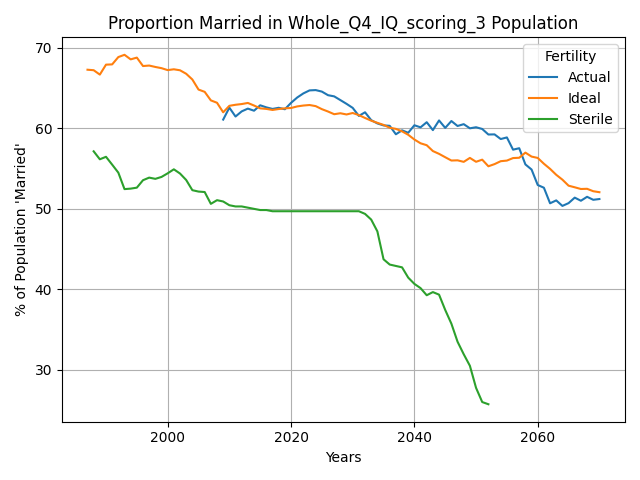 Proportion Married in Whole_Q4_IQ_scoring_3 Population
% of Population 'Married'
70
60
50
40
30
Fertility
Actual
Ideal
Sterile
2000
2020
2040
2060
Years